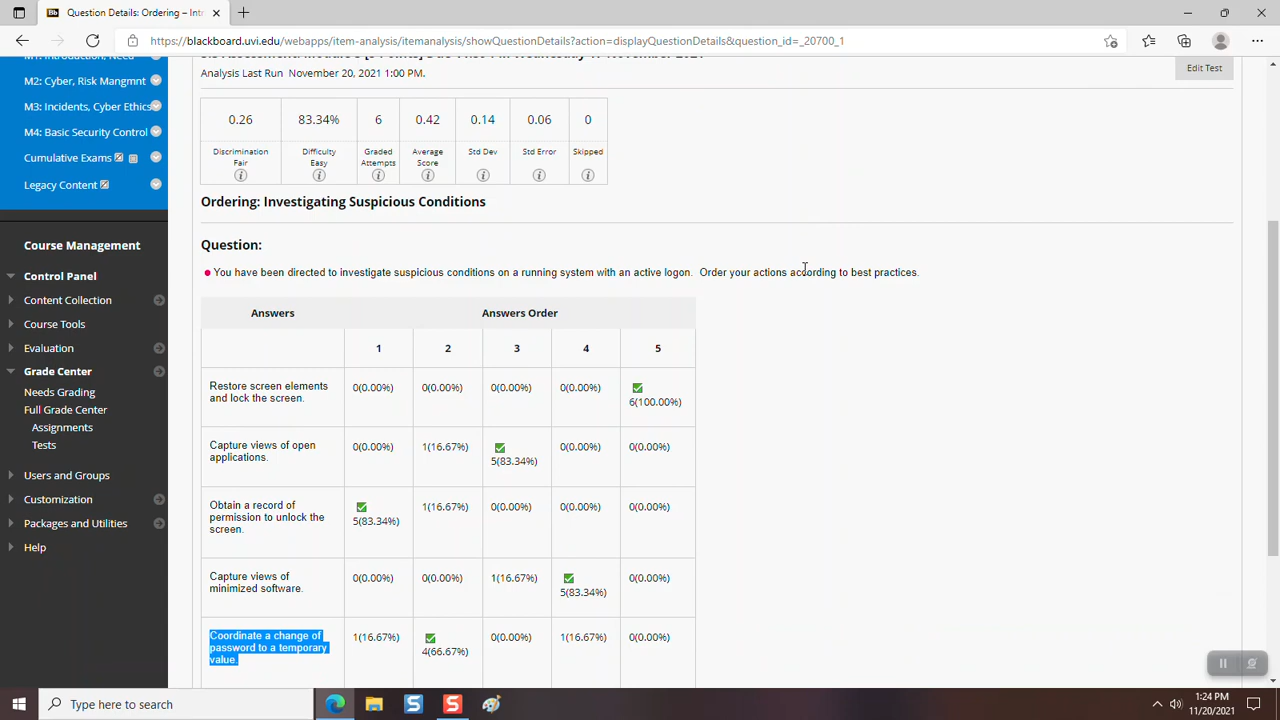 Question Details: Ordering – Intr
https://blackboard.uvi.edu/webapps/item-analysis/itemanalysis/showQuestionDetails?action=displayQuestionDetails&question_id=_20700_1
M2: Cyber, Risk Mangmnt
M3: Incidents, Cyber Ethics
M4: Basic Security Control
Cumulative Exams
Legacy Content
Course Management
Control Panel
Content Collection
Course Tools
Evaluation
Grade Center
Needs Grading
Full Grade Center
Assignments
Tests
Users and Groups
Customization
Packages and Utilities
Help
Analysis Last Run November 20, 2021 1:00 PM.
Edit Test
0.26 83.34% 6 0.42 0.14 0.06 0
Discrimination Difficulty Graded Average Std Dev Std Error Skipped
Fair Easy Attempts Score
Ordering: Investigating Suspicious Conditions
Question:
You have been directed to investigate suspicious conditions on a running system with an active logon. Order your actions according to best practices.
Answers Answers Order
1 2 3 4 5
Restore screen elements 0(0.00%) 0(0.00%) 0(0.00%) 0(0.00%)
and lock the screen. 6(100.00%)
Capture views of open 0(0.00%) 1(16.67%) 0(0.00%) 0(0.00%)
applications. 5(83.34%)
Obtain a record of 1(16.67%) 0(0.00%) 0(0.00%) 0(0.00%)
permission to unlock the 5(83.34%)
screen.
Capture views of 0(0.00%) 0(0.00%) 1(16.67%) 0(0.00%)
minimized software. 5(83.34%)
Coordinate a change of 1(16.67%) 0(0.00%) 1(16.67%) 0(0.00%)
password to a temporary 4(66.67%)
value.
Type here to search
1:24 PM
11/20/2021